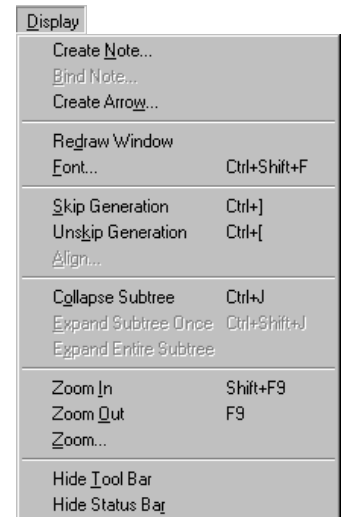 Display
Create Note...
Bind Note...
Create Arrow...
Redraw Window
Font... Ctrl+Shift+F
Skip Generation Ctrl+]
Unskip Generation Ctrl+[
Align...
Collapse Subtree Ctrl+J
Expand Subtree Once Ctrl+Shift+J
Expand Entire Subtree
Zoom In Shift+F9
Zoom Out F9
Zoom...
Hide Tool Bar
Hide Status Bar